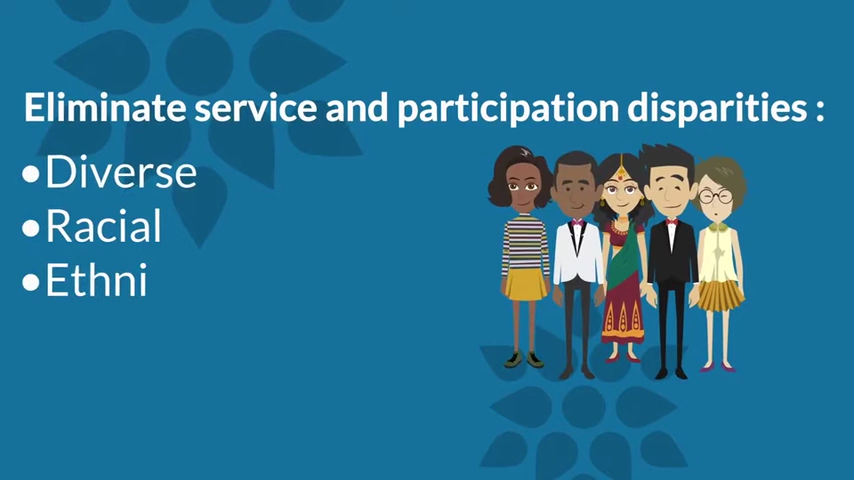 Eliminate service and participation disparities :
•Diverse
•Racial
•Ethni